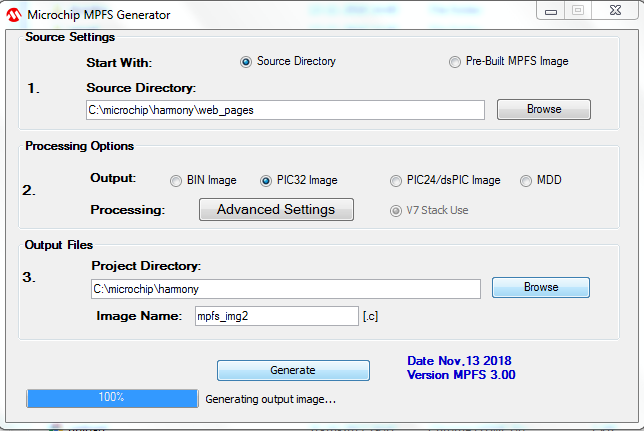 Microchip MPFS Generator
Source Settings
Start With:
Source Directory
Pre-Built MPFS Image
1.
Source Directory:
C:\microchip\harmony\web_pages
Browse
Processing Options
2.
Output:
BIN Image
PIC32 Image
PIC24/dsPIC Image
MDD
Processing:
Advanced Settings
V7 Stack Use
Output Files
3.
Project Directory:
C:\microchip\harmony
Browse
Image Name:
mpfs_img2
[.c]
Generate
Date Nov,13 2018
Version MPFS 3.00
100%
Generating output image...